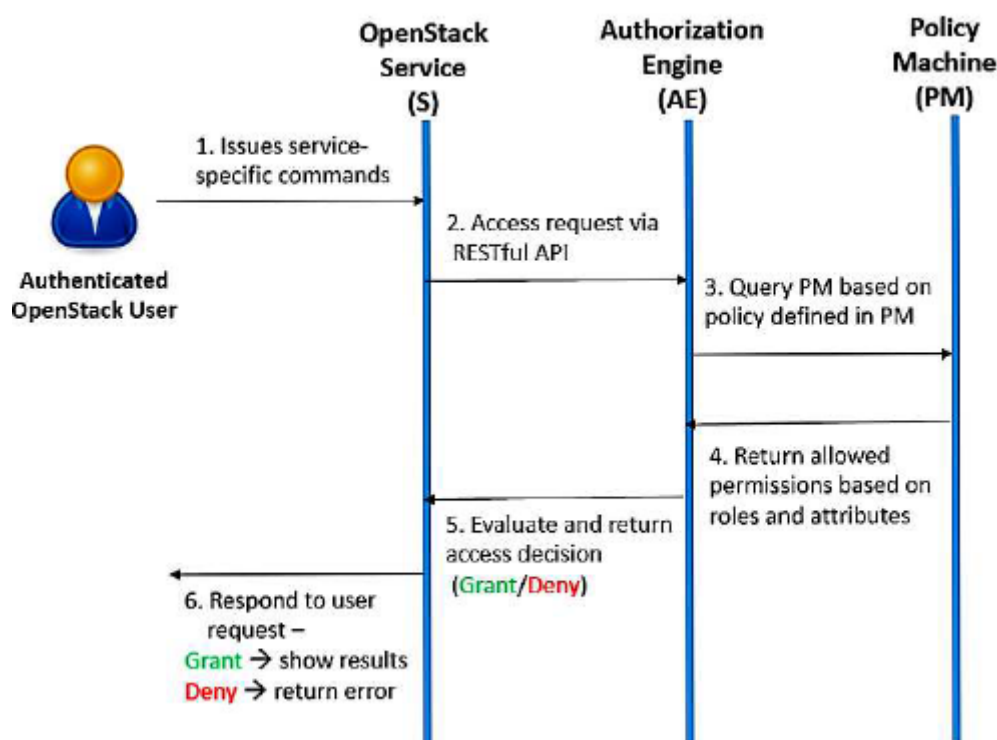 OpenStack
Service
(S)
Authorization
Engine
(AE)
Policy
Machine
(PM)
1. Issues service-
specific commands
Authenticated
OpenStack User
2. Access request via
RESTful API
3. Query PM based on
policy defined in PM
4. Return allowed
permissions based on
roles and attributes
5. Evaluate and return
access decision
(Grant/Deny)
6. Respond to user
request –
Grant → show results
Deny → return error